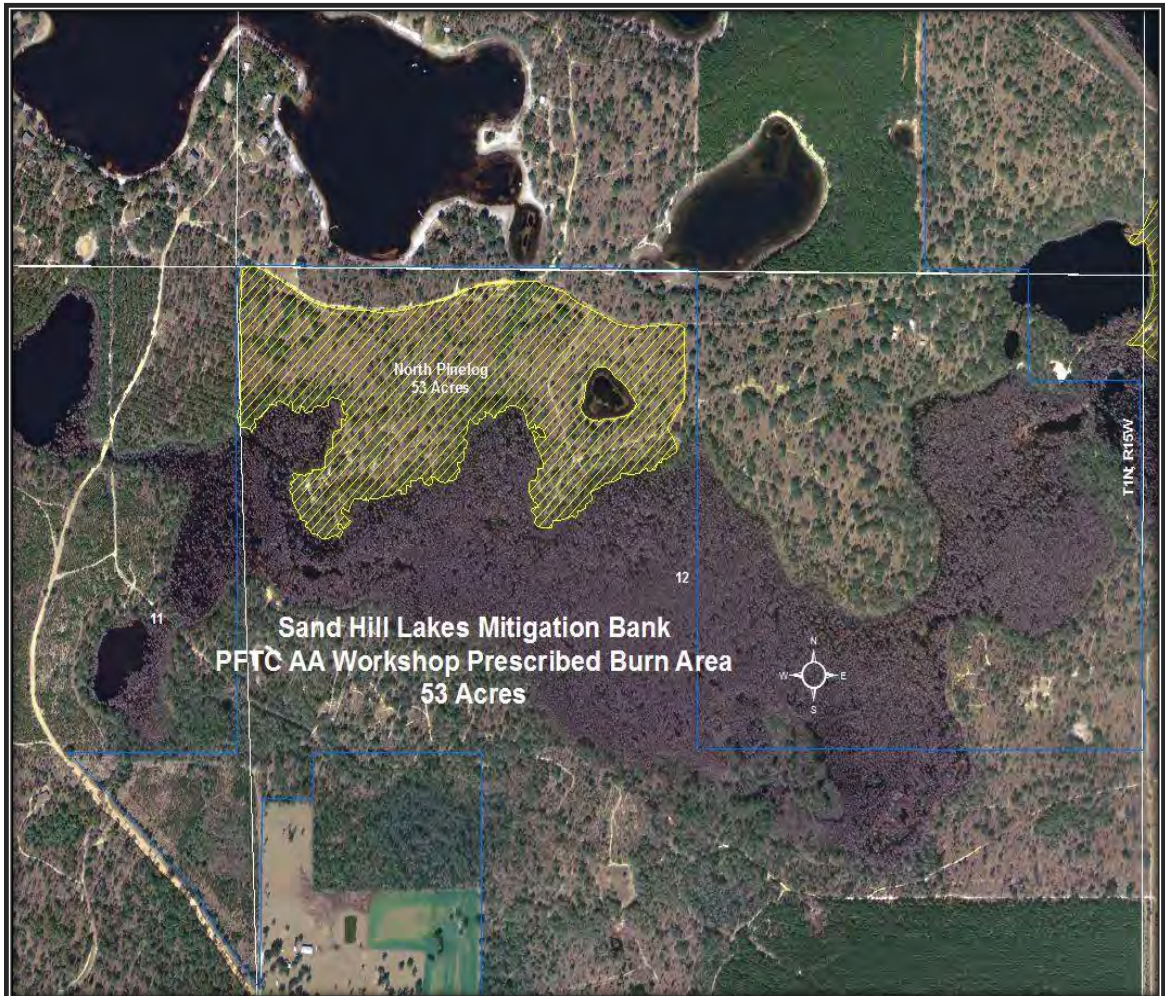 North Pinelog
53 Acres
T1N; R15W
12
11
Sand Hill Lakes Mitigation Bank
PFTC AA Workshop Prescribed Burn Area
53 Acres
N
W E
S